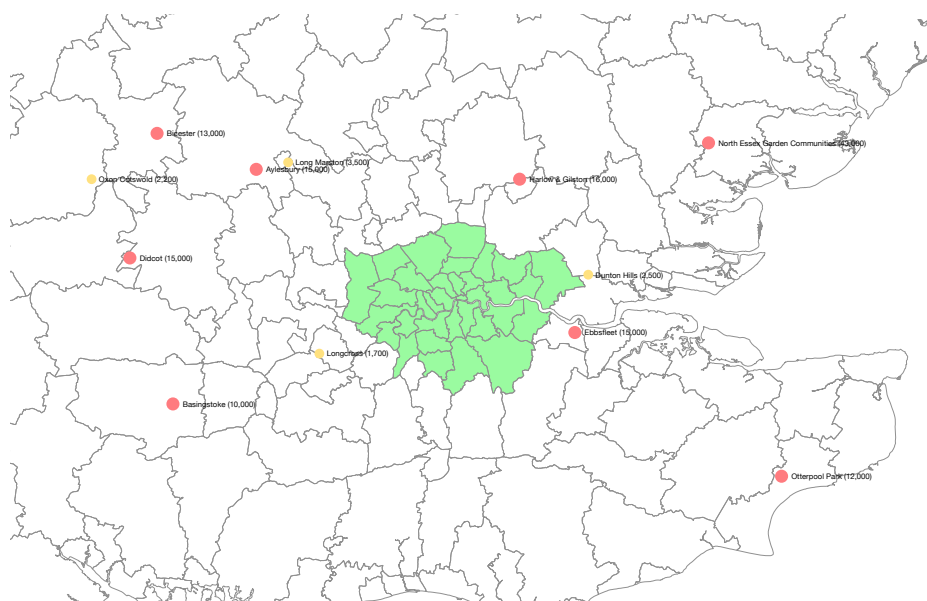 Bicester (13,000)
North Essex Garden Communities (43,000)
Long Marston (3,500)
Aylesbury (15,000)
Oxon Cotswold (2,200)
Harlow & Gilston (16,000)
Didcot (15,000)
Dunton Hills (2,500)
Ebbsfleet (15,000)
Longcross (1,700)
Basingstoke (10,000)
Otterpool Park (12,000)